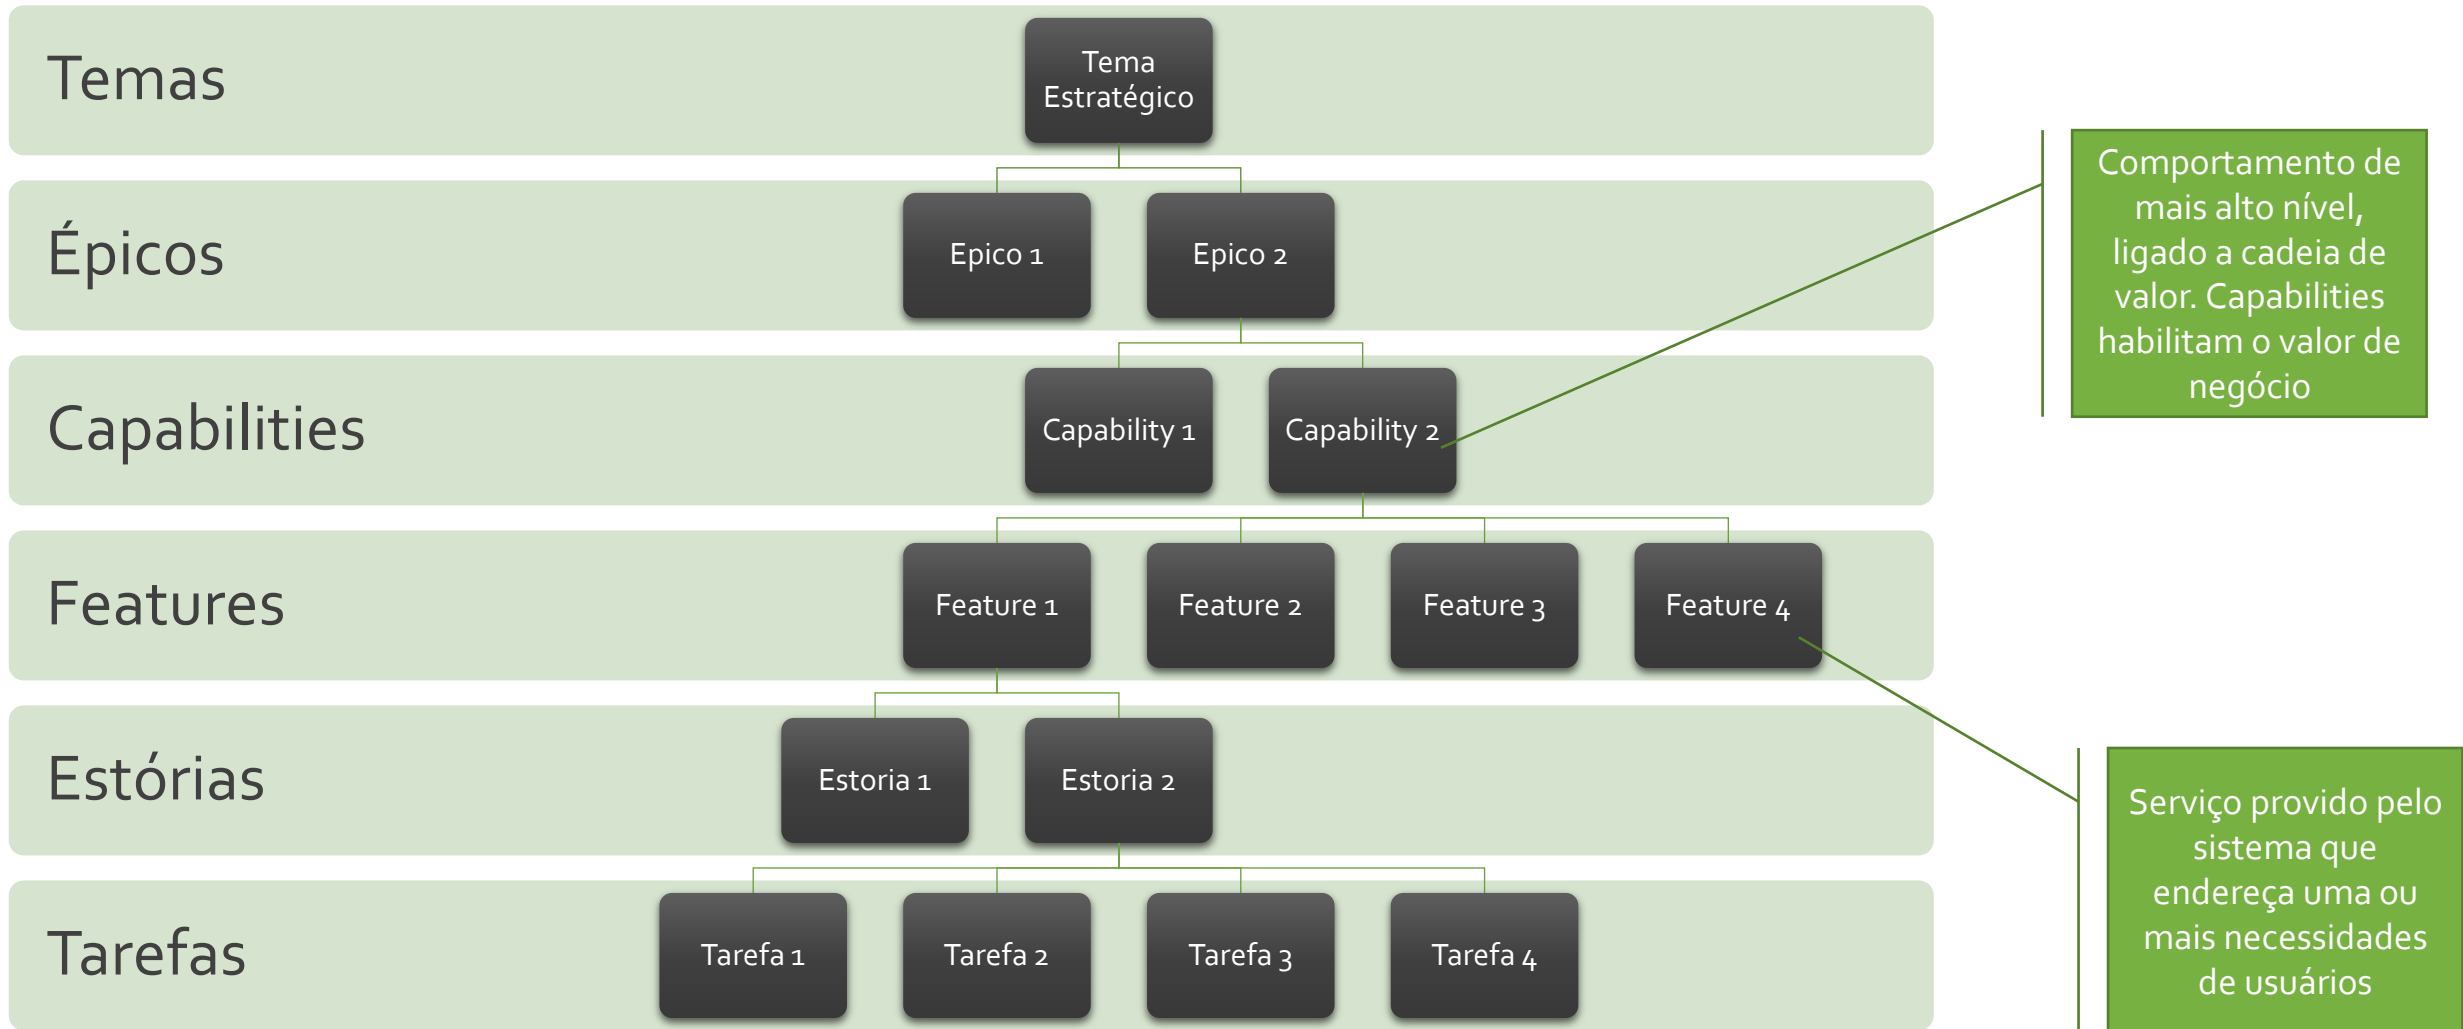 Temas
Tema
Estratégico
Épicos
Epico 1
Epico 2
Comportamento de
mais alto nível,
ligado a cadeia de
valor. Capabilities
habilitam o valor de
negócio
Capabilities
Capability 1
Capability 2
Features
Feature 1
Feature 2
Feature 3
Feature 4
Estórias
Estoria 1
Estoria 2
Serviço provido pelo
sistema que
endereça uma ou
mais necessidades
de usuários
Tarefas
Tarefa 1
Tarefa 2
Tarefa 3
Tarefa 4